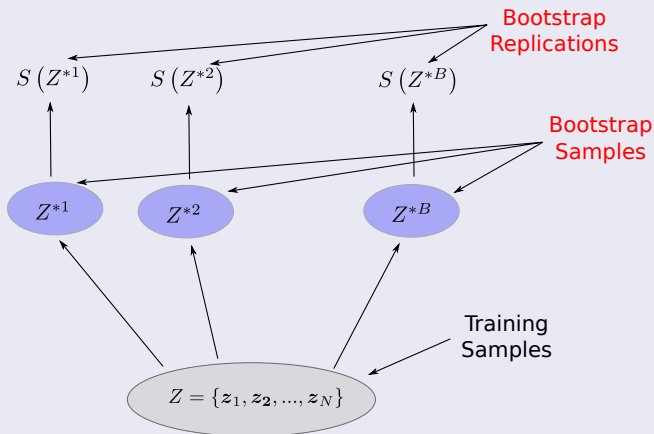 Bootstrap
Replications
S (Z*1)
S (Z*2)
S (Z*B)
Bootstrap
Samples
Z*1
Z*2
Z*B
Training
Samples
Z = {z1, z2, ..., zN}